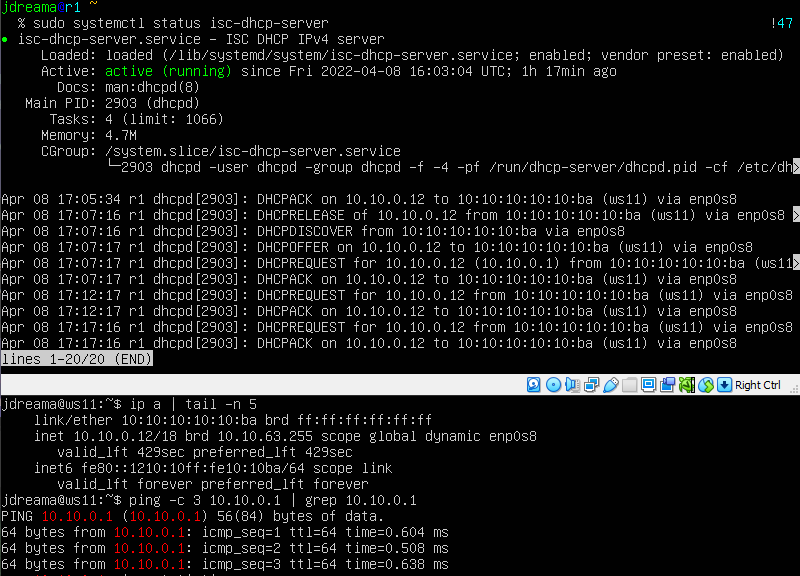 jdreama@r1 ~
% sudo systemctl status isc-dhcp-server !47
● isc-dhcp-server.service - ISC DHCP IPv4 server
Loaded: loaded (/lib/systemd/system/isc-dhcp-server.service; enabled; vendor preset: enabled)
Active: active (running) since Fri 2022-04-08 16:03:04 UTC; 1h 17min ago
Docs: man:dhcpd(8)
Main PID: 2903 (dhcpd)
Tasks: 4 (limit: 1066)
Memory: 4.7M
CGroup: /system.slice/isc-dhcp-server.service
└─2903 dhcpd -user dhcpd -group dhcpd -f -4 -pf /run/dhcp-server/dhcpd.pid -cf /etc/dh>
Apr 08 17:05:34 r1 dhcpd[2903]: DHCPACK on 10.10.0.12 to 10:10:10:10:10:ba (ws11) via enp0s8
Apr 08 17:07:16 r1 dhcpd[2903]: DHCPRELEASE of 10.10.0.12 from 10:10:10:10:10:ba (ws11) via enp0s8 >
Apr 08 17:07:16 r1 dhcpd[2903]: DHCPDISCOVER from 10:10:10:10:10:ba via enp0s8
Apr 08 17:07:17 r1 dhcpd[2903]: DHCPOFFER on 10.10.0.12 to 10:10:10:10:10:ba (ws11) via enp0s8
Apr 08 17:07:17 r1 dhcpd[2903]: DHCPREQUEST for 10.10.0.12 (10.10.0.1) from 10:10:10:10:10:ba (ws11>
Apr 08 17:07:17 r1 dhcpd[2903]: DHCPACK on 10.10.0.12 to 10:10:10:10:10:ba (ws11) via enp0s8
Apr 08 17:12:17 r1 dhcpd[2903]: DHCPREQUEST for 10.10.0.12 from 10:10:10:10:10:ba (ws11) via enp0s8
Apr 08 17:12:17 r1 dhcpd[2903]: DHCPACK on 10.10.0.12 to 10:10:10:10:10:ba (ws11) via enp0s8
Apr 08 17:17:16 r1 dhcpd[2903]: DHCPREQUEST for 10.10.0.12 from 10:10:10:10:10:ba (ws11) via enp0s8
Apr 08 17:17:16 r1 dhcpd[2903]: DHCPACK on 10.10.0.12 to 10:10:10:10:10:ba (ws11) via enp0s8
lines 1-20/20 (END)
Right Ctrl
jdreama@ws11:~$ ip a | tail -n 5
link/ether 10:10:10:10:10:ba brd ff:ff:ff:ff:ff:ff
inet 10.10.0.12/18 brd 10.10.63.255 scope global dynamic enp0s8
valid_lft 429sec preferred_lft 429sec
inet6 fe80::1210:10ff:fe10:10ba/64 scope link
valid_lft forever preferred_lft forever
jdreama@ws11:~$ ping -c 3 10.10.0.1 | grep 10.10.0.1
PING 10.10.0.1 (10.10.0.1) 56(84) bytes of data.
64 bytes from 10.10.0.1: icmp_seq=1 ttl=64 time=0.604 ms
64 bytes from 10.10.0.1: icmp_seq=2 ttl=64 time=0.508 ms
64 bytes from 10.10.0.1: icmp_seq=3 ttl=64 time=0.638 ms